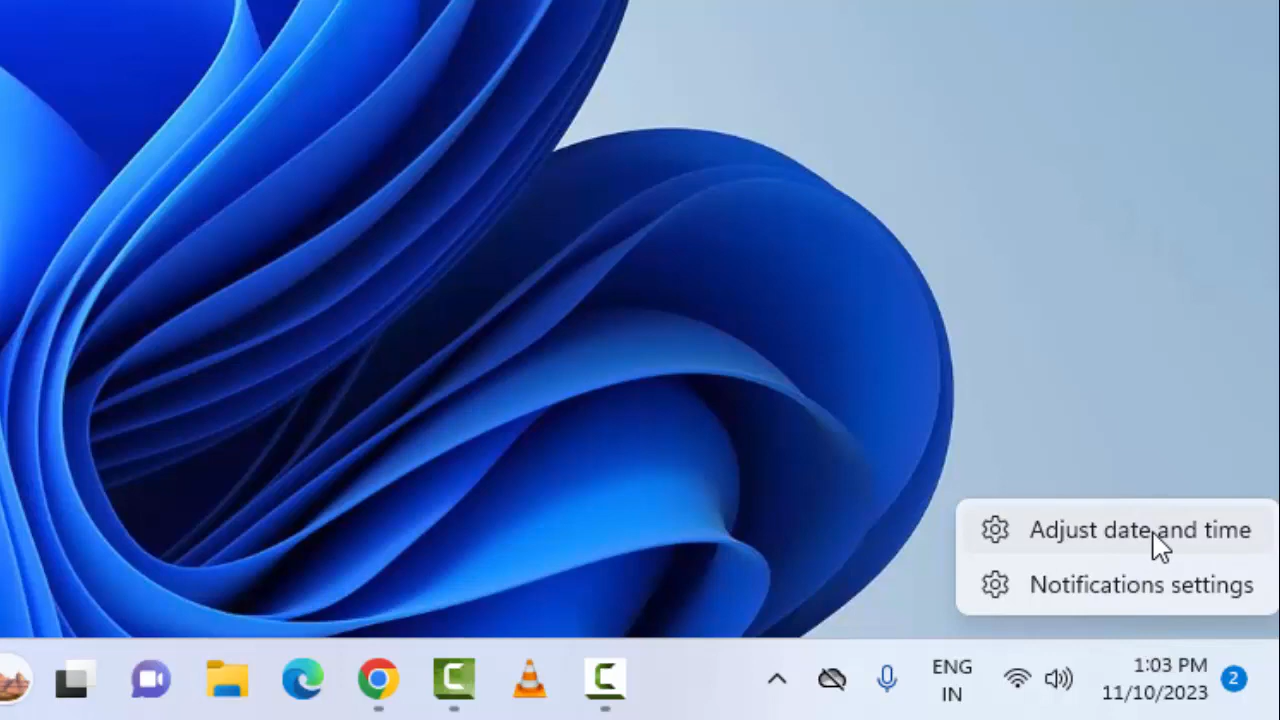 Adjust date and time
Notifications settings
ENG
IN
1:03 PM
11/10/2023
2